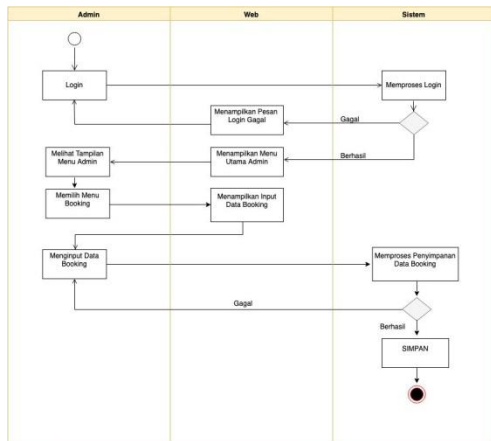 Admin
Web
Sistem
Login
Memproses Login
Menampilkan Pesan
Login Gagal
Gagal
Melihat Tampilan
Menu Admin
Menampilkan Menu
Utama Admin
Berhasil
Memilih Menu
Booking
Menampilkan Input
Data Booking
Menginput Data
Booking
Memproses Penyimpanan
Data Booking
Gagal
Berhasil
SIMPAN